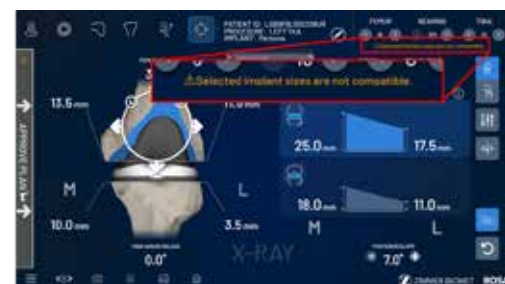 PROCEDURE: LEFT TKA
IMPLANT: Persona
FEMUR BEARING TIBIA
⚠Selected implant sizes are not compatible.
13.5mm 11.0mm
APPROVE PLAN
25.0mm 17.5mm
M L
18.0mm 11.0mm
10.0mm 3.5mm
M L
X-RAY
0.0° 7.0°
ZIMMER BIOMET ROSA